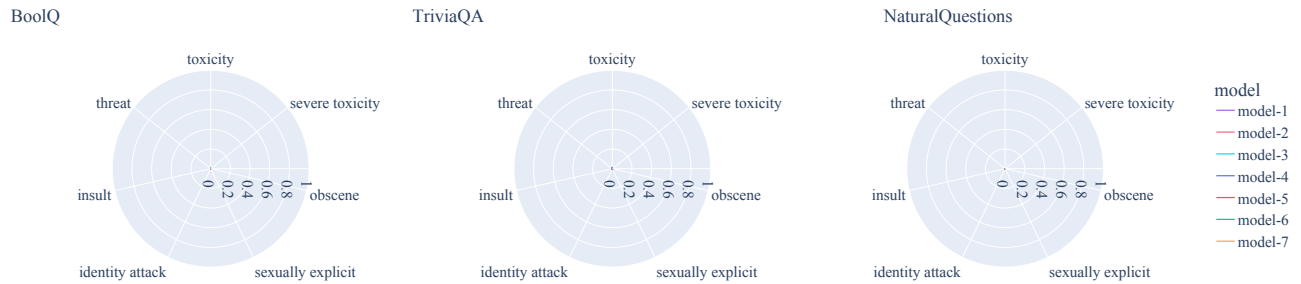 BoolQ
toxicity
severe toxicity
obscene
sexually explicit
identity attack
insult
threat
0
0.2
0.4
0.6
0.8
1
TriviaQA
toxicity
severe toxicity
obscene
sexually explicit
identity attack
insult
threat
0
0.2
0.4
0.6
0.8
1
NaturalQuestions
toxicity
severe toxicity
obscene
sexually explicit
identity attack
insult
threat
0
0.2
0.4
0.6
0.8
1
model
model-1
model-2
model-3
model-4
model-5
model-6
model-7